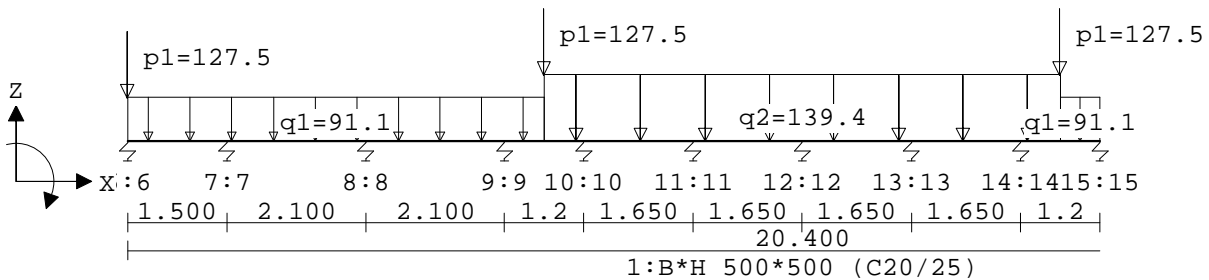 p1=127.5
p1=127.5
p1=127.5
Z
q1=91.1
q2=139.4
q1=91.1
X :6 7:7 8:8 9:9 10:10 11:11 12:12 13:13 14:14 15:15
1.500 2.100 2.100 1.2 1.650 1.650 1.650 1.650 1.2
20.400
1:B*H 500*500 (C20/25)